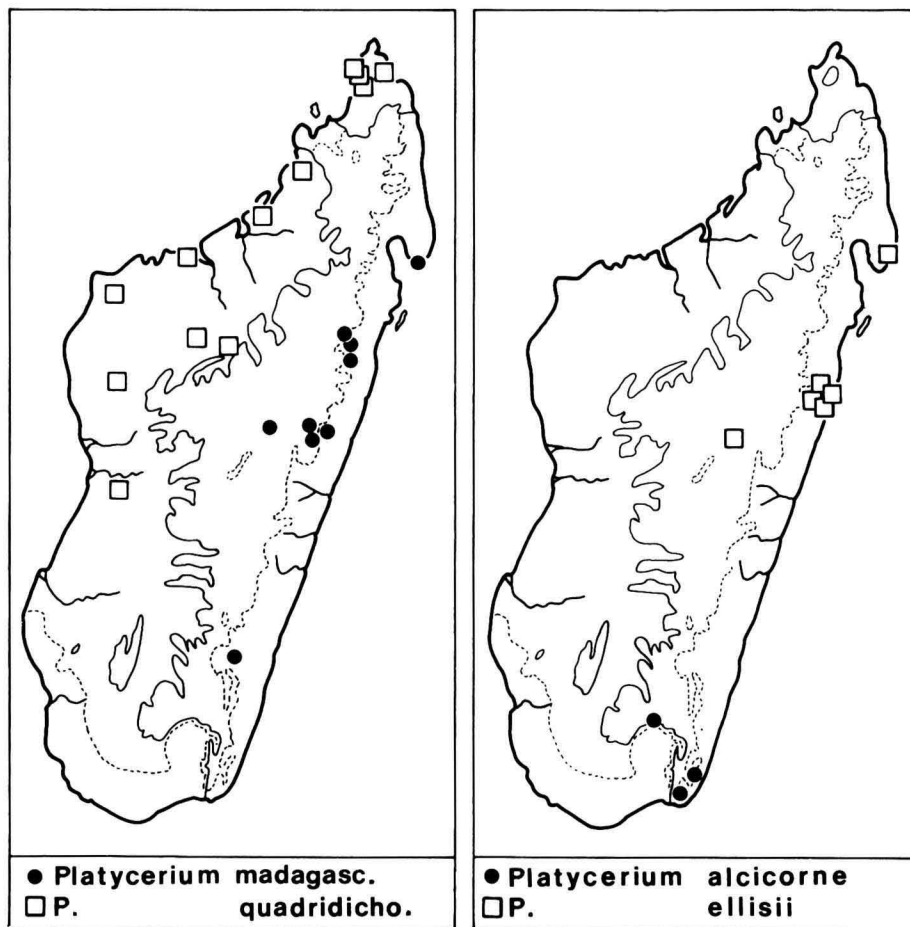 ● Platycerium madagasc.
□ P. quadridicho.
● Platycerium alcicorne
□ P. ellisii